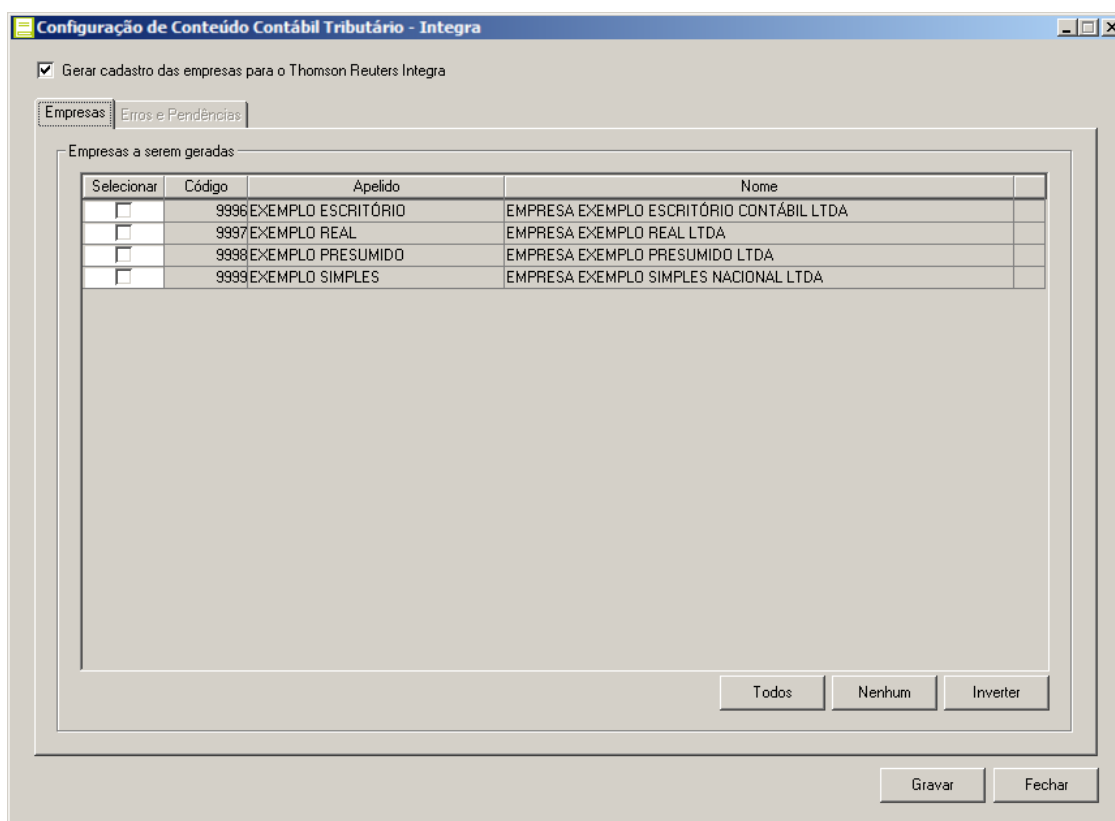 Configuração de Conteúdo Contábil Tributário - Integra
Gerar cadastro das empresas para o Thomson Reuters Integra
Empresas Erros e Pendências
Empresas a serem geradas
Selecionar Código Apelido Nome
9996 EXEMPLO ESCRITÓRIO EMPRESA EXEMPLO ESCRITÓRIO CONTÁBIL LTDA
9997 EXEMPLO REAL EMPRESA EXEMPLO REAL LTDA
9998 EXEMPLO PRESUMIDO EMPRESA EXEMPLO PRESUMIDO LTDA
9999 EXEMPLO SIMPLES EMPRESA EXEMPLO SIMPLES NACIONAL LTDA
Todos Nenhum Inverter
Gravar Fechar